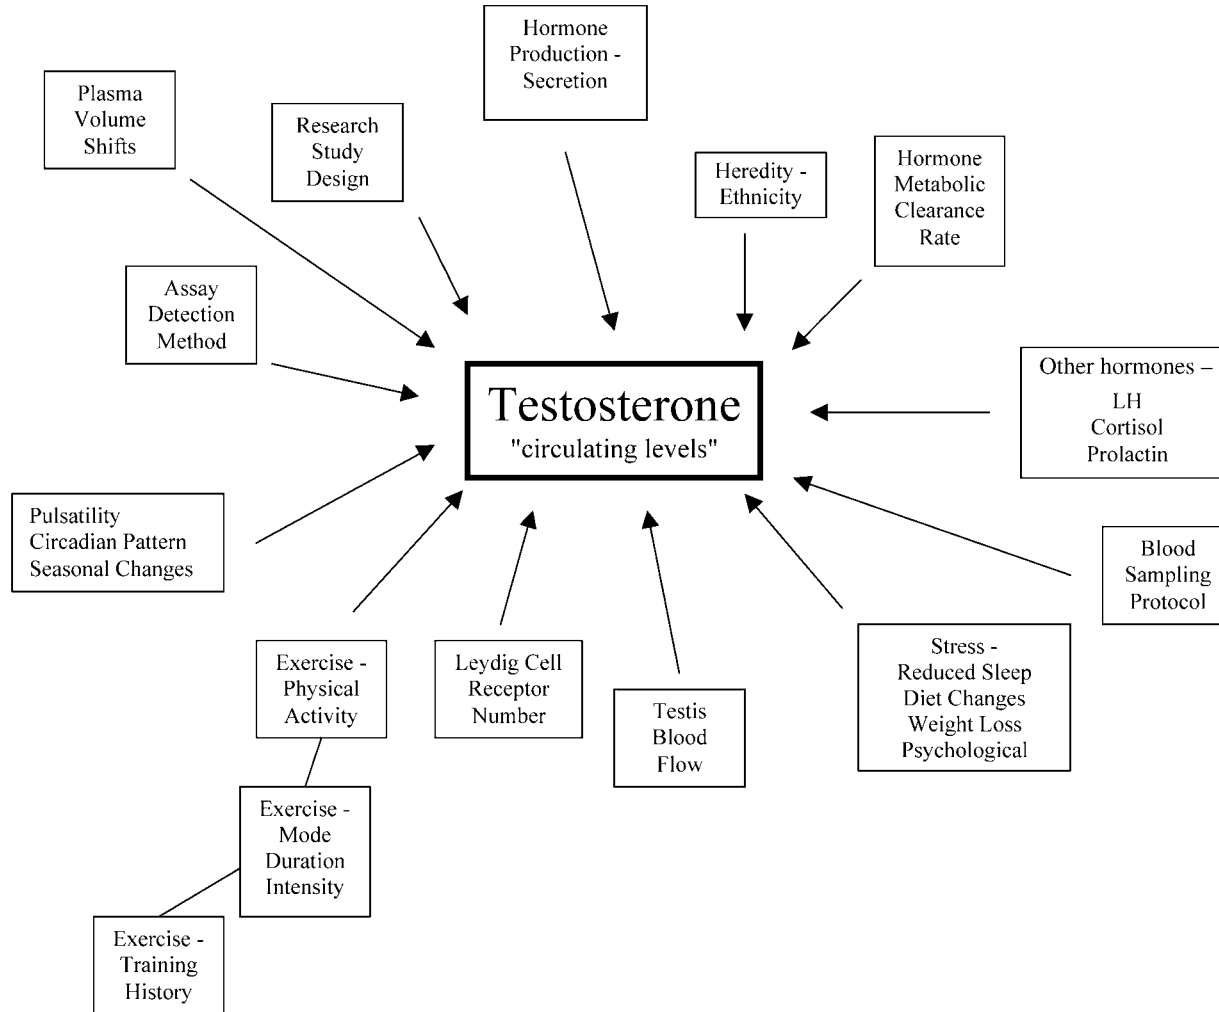 Hormone
Production -
Secretion
Plasma
Volume
Shifts
Research
Study
Design
Heredity -
Ethnicity
Hormone
Metabolic
Clearance
Rate
Assay
Detection
Method
Other hormones –
LH
Cortisol
Prolactin
Testosterone
"circulating levels"
Pulsatility
Circadian Pattern
Seasonal Changes
Blood
Sampling
Protocol
Exercise -
Physical
Activity
Leydig Cell
Receptor
Number
Testis
Blood
Flow
Stress -
Reduced Sleep
Diet Changes
Weight Loss
Psychological
Exercise -
Mode
Duration
Intensity
Exercise -
Training
History